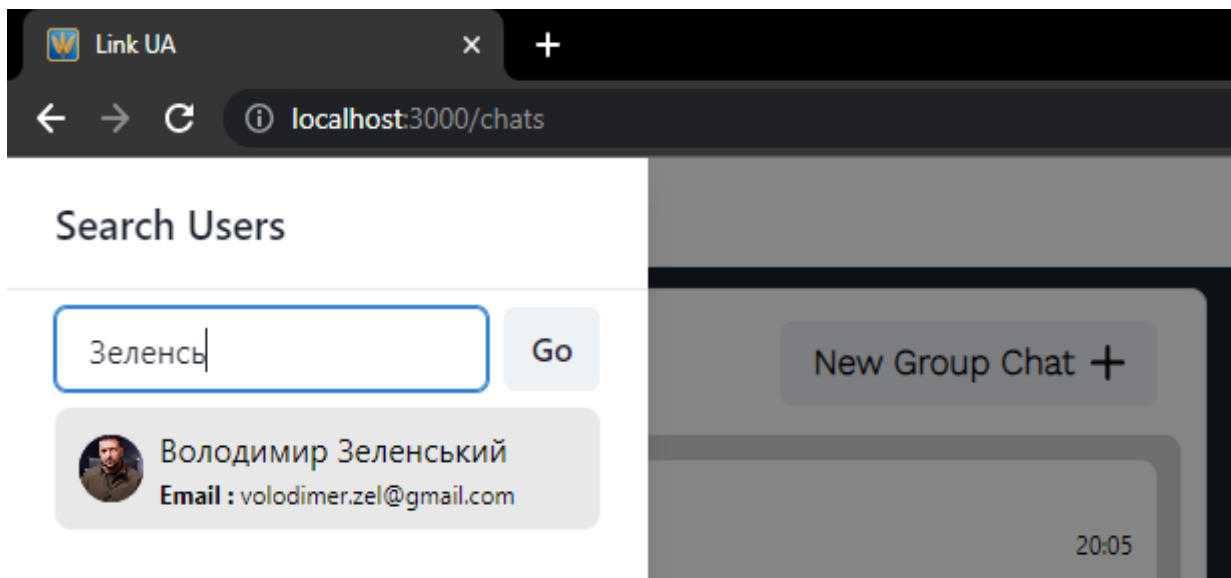 Link UA
localhost:3000/chats
Search Users
Зеленсь
Go
New Group Chat +
Володимир Зеленський
Email : volodimer.zel@gmail.com
20:05